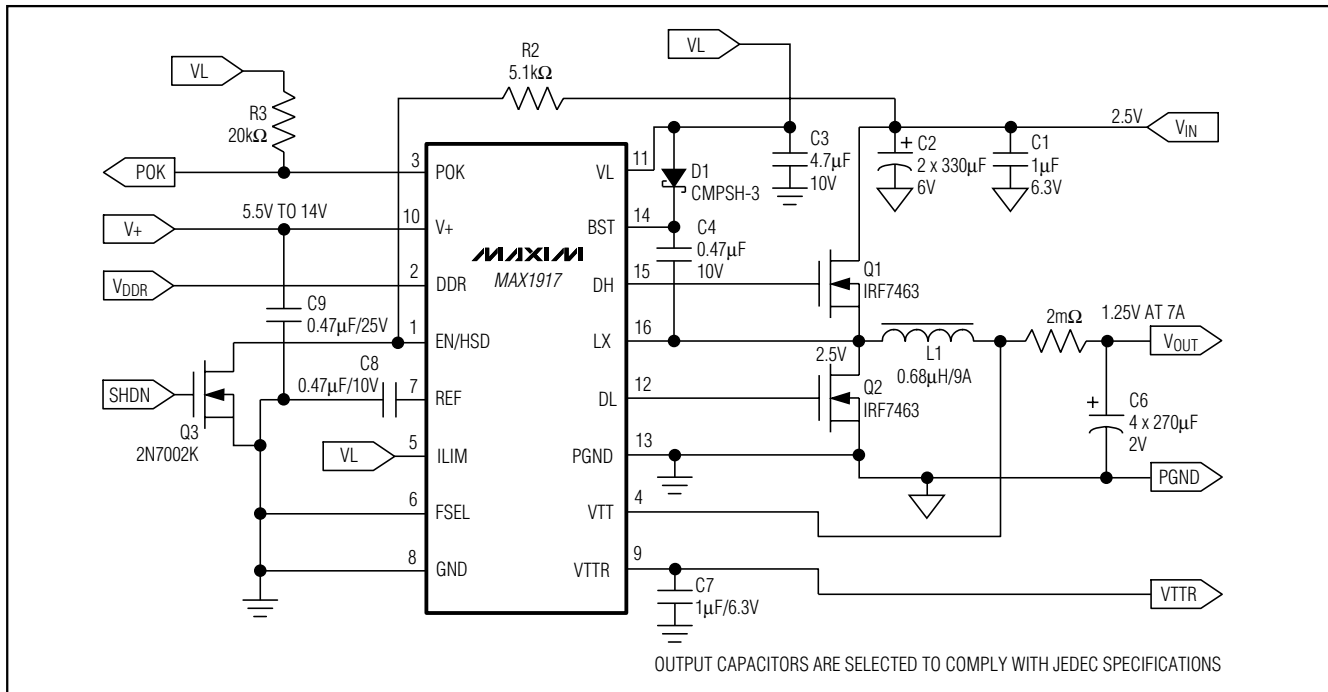 VL
R2
5.1kΩ
VL
R3
20kΩ
2.5V
VIN
POK
3
POK
VL
11
D1
CMPSH-3
C3
4.7µF
10V
+
C2
2 x 330µF
6V
C1
1µF
6.3V
5.5V TO 14V
V+
10
V+
BST
14
C4
0.47µF
10V
MAXIM
MAX1917
VDDR
2
DDR
DH
15
Q1
IRF7463
C9
0.47µF/25V
1
EN/HSD
LX
16
2.5V
L1
0.68µH/9A
2mΩ
1.25V AT 7A
VOUT
SHDN
Q3
2N7002K
C8
0.47µF/10V
7
REF
DL
12
Q2
IRF7463
+
C6
4 x 270µF
2V
VL
5
ILIM
PGND
13
PGND
6
FSEL
VTT
4
8
GND
VTTR
9
C7
1µF/6.3V
VTTR
OUTPUT CAPACITORS ARE SELECTED TO COMPLY WITH JEDEC SPECIFICATIONS